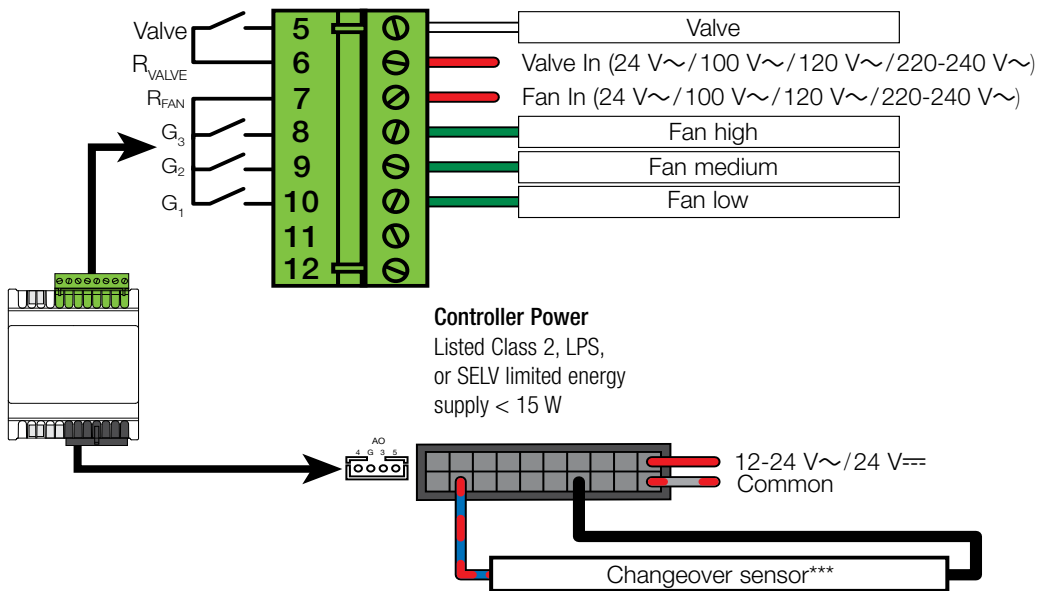 Valve 5 Valve
R VALVE 6 Valve In (24 V～/100 V～/120 V～/220-240 V～)
R FAN 7 Fan In (24 V～/100 V～/120 V～/220-240 V～)
G3 8 Fan high
G2 9 Fan medium
G1 10 Fan low
11
12
Controller Power
Listed Class 2, LPS,
or SELV limited energy
supply < 15 W
AO
4 G 3 5
12-24 V～/24 V⎓
Common
Changeover sensor***